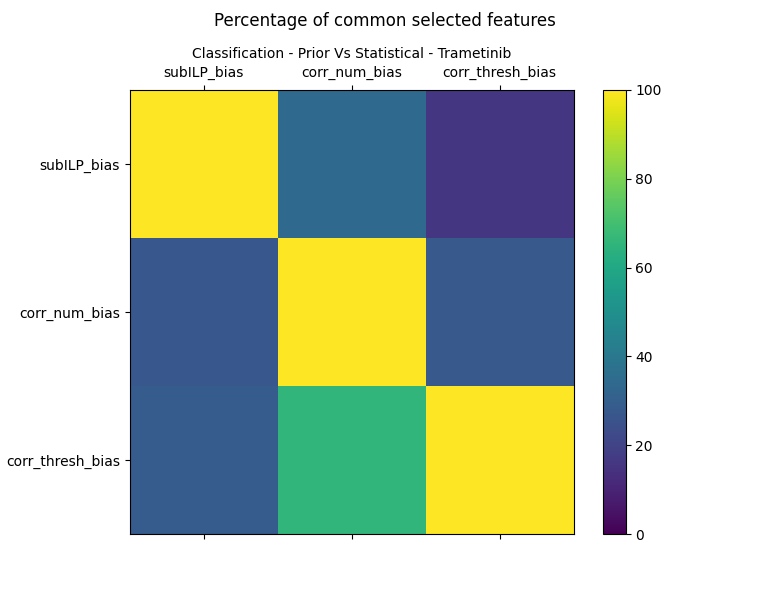 Percentage of common selected features
Classification - Prior Vs Statistical - Trametinib
subILP_bias corr_num_bias corr_thresh_bias
subILP_bias
corr_num_bias
corr_thresh_bias
100
80
60
40
20
0